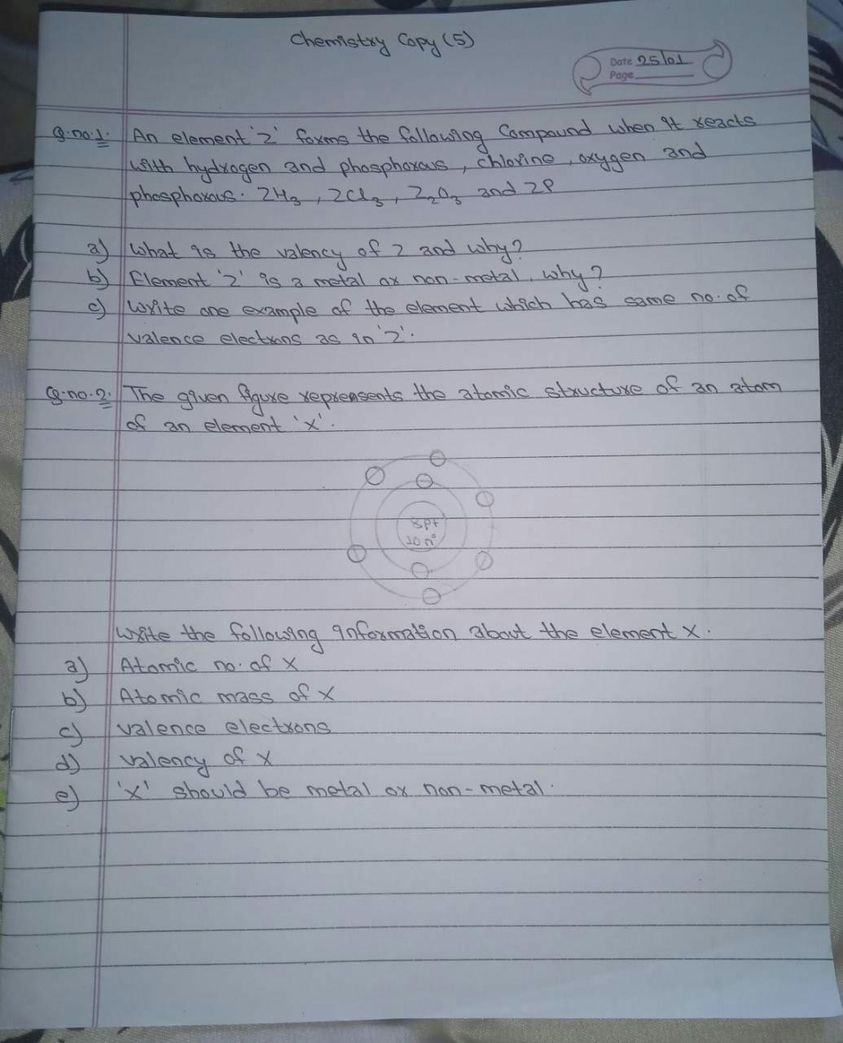 Chemistry Copy (5)
Date 25/01
Page
Q.no.1. An element 'Z' forms the following Compound when it reacts
with hydrogen and phosphorous, chlorine, oxygen and
phosphorous. ZH3, ZCl3, Z2O3 and ZP
a) What is the valency of Z and why?
b) Element 'Z' is a metal or non-metal. why?
c) Write one example of the element which has same no. of
valence electrons as in 'Z'.
Q.no.2. The given figure reprensents the atomic structure of an atom
of an element 'x'.
8p+
10n°
Write the following information about the element X.
a) Atomic no. of X
b) Atomic mass of X
c) valence electrons
d) valency of X
e) 'X' should be metal or non-metal.